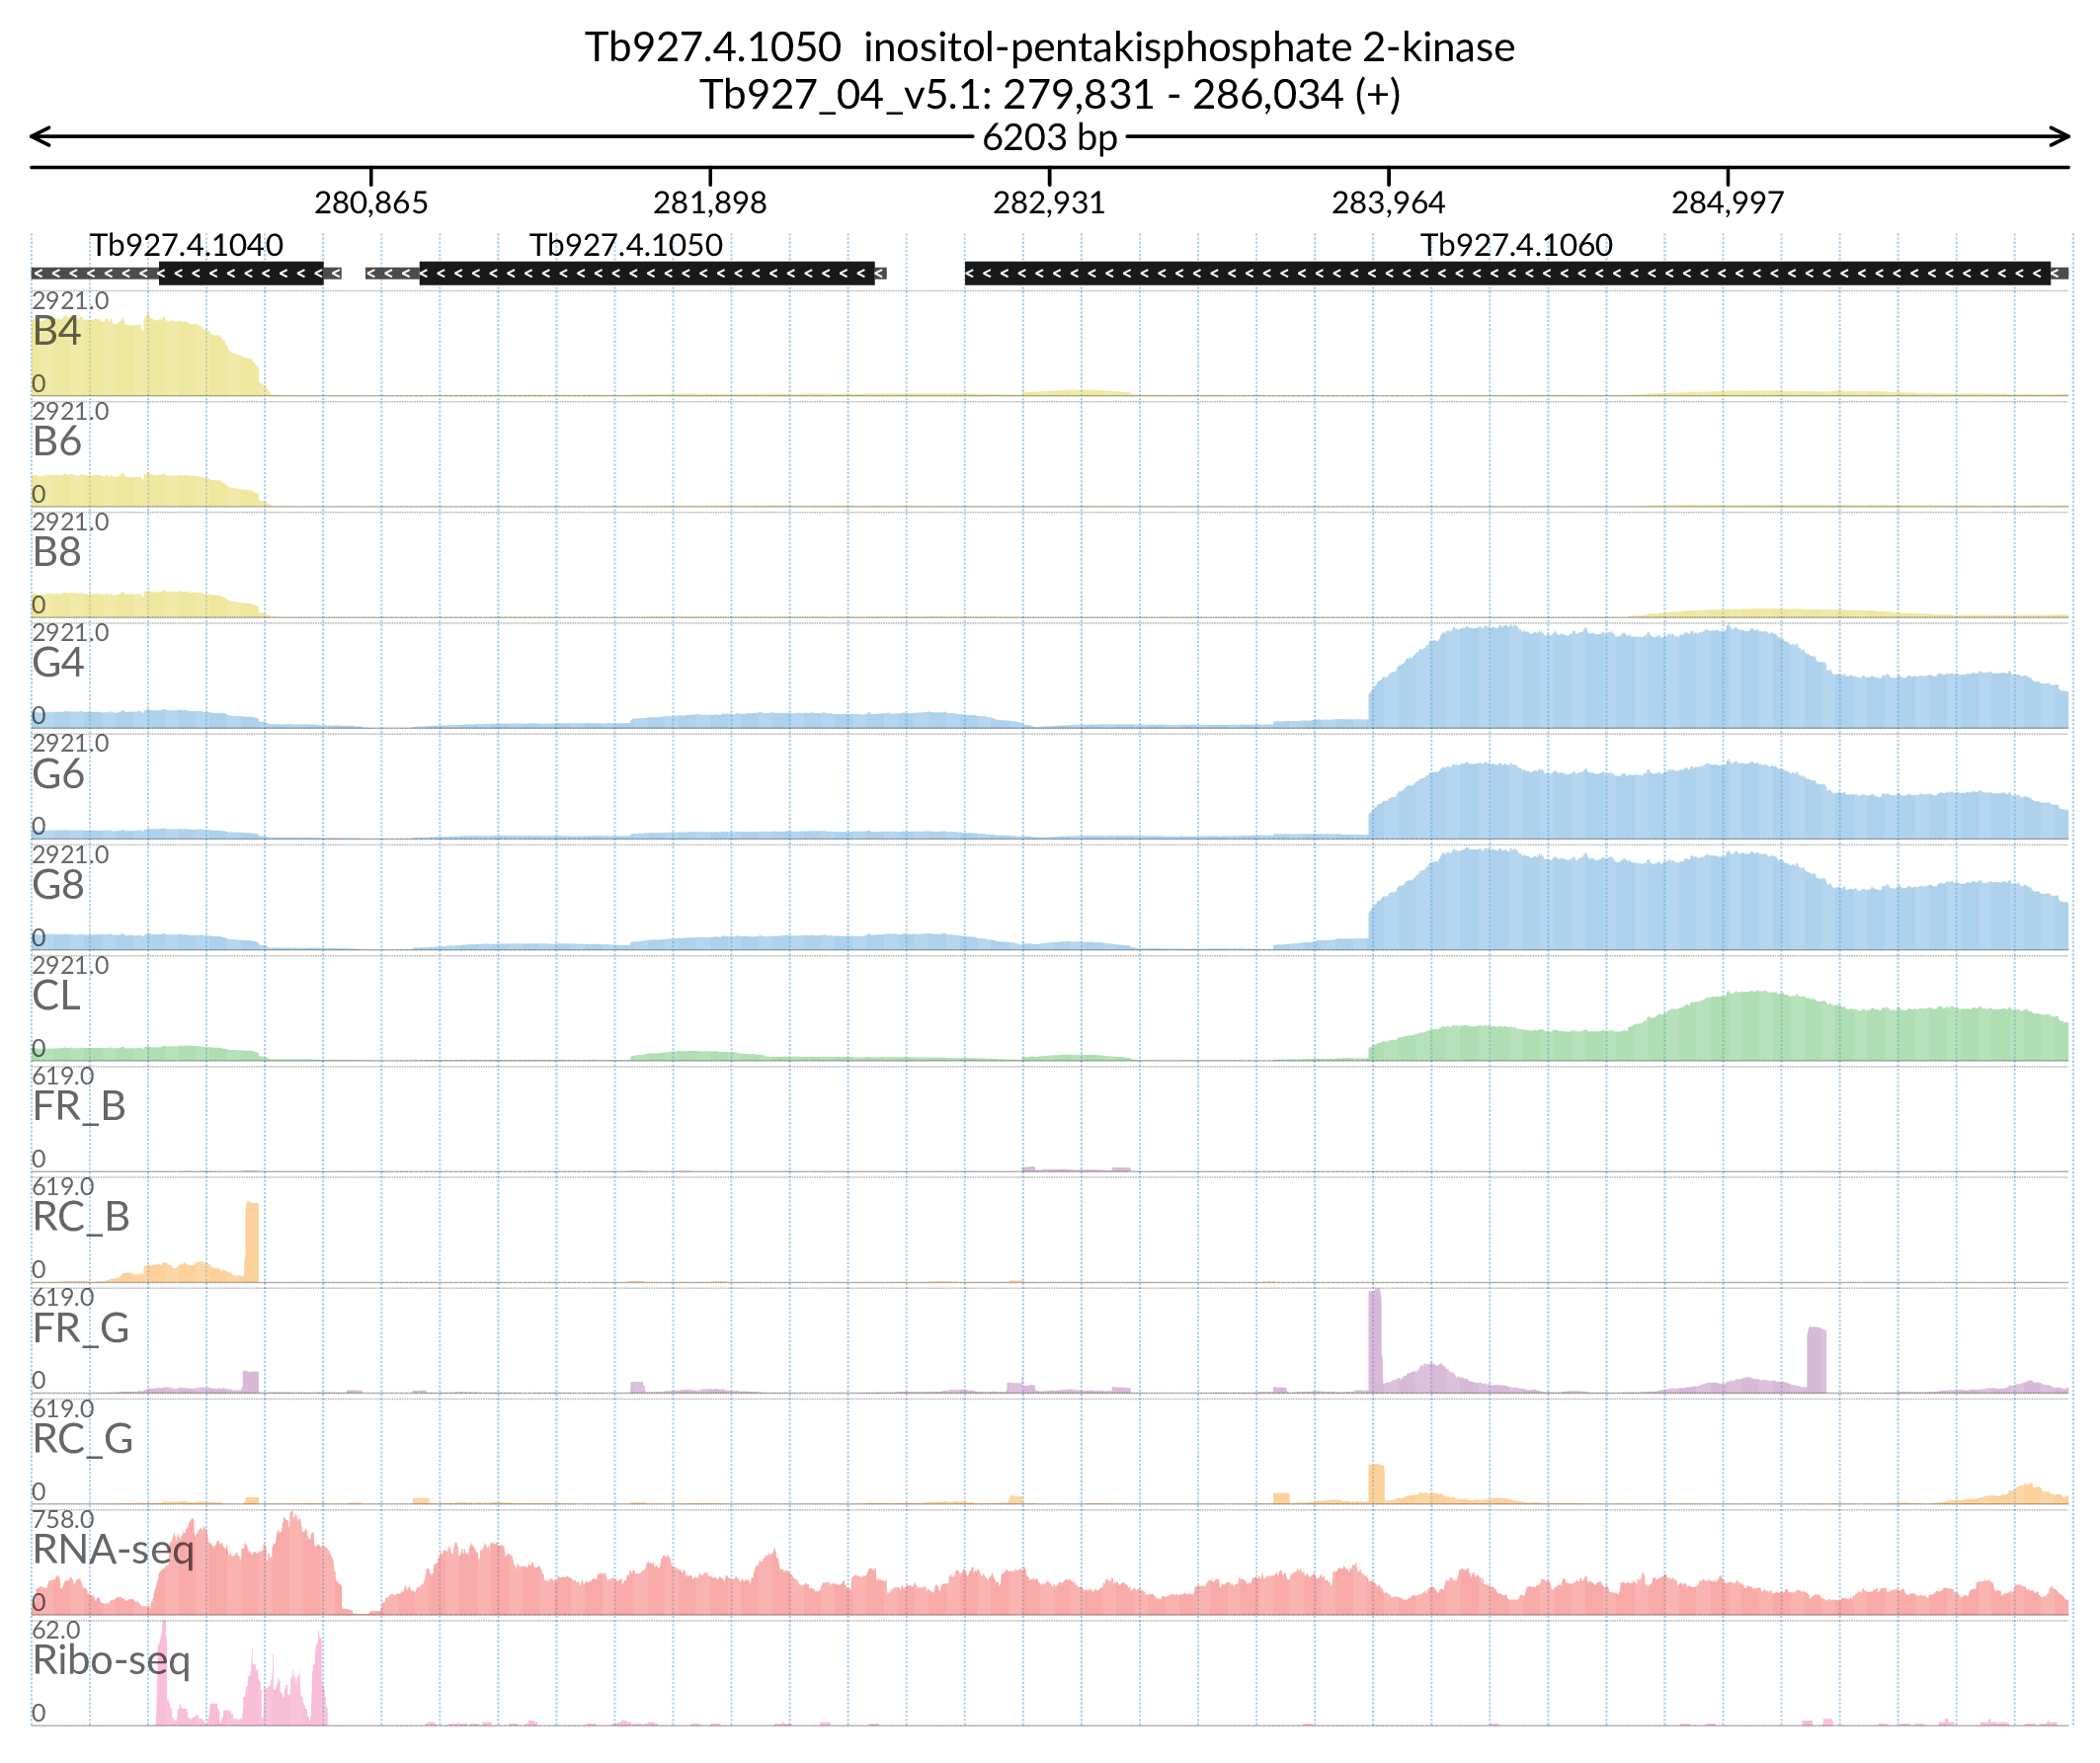 Tb927.4.1050 inositol-pentakisphosphate 2-kinase
Tb927_04_v5.1: 279,831 - 286,034 (+)
6203 bp
280,865 281,898 282,931 283,964 284,997
Tb927.4.1040 Tb927.4.1050 Tb927.4.1060
2921.0
B4
0
2921.0
B6
0
2921.0
B8
0
2921.0
G4
0
2921.0
G6
0
2921.0
G8
0
2921.0
CL
0
619.0
FR_B
0
619.0
RC_B
0
619.0
FR_G
0
619.0
RC_G
0
758.0
RNA-seq
0
62.0
Ribo-seq
0